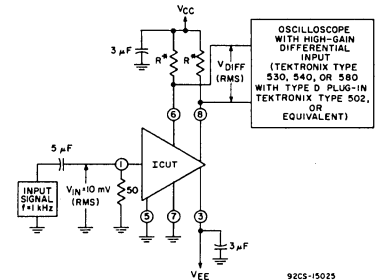 VCC
3 μF
R*
R*
VDIFF
(RMS)
OSCILLOSCOPE
WITH HIGH-GAIN
DIFFERENTIAL
INPUT
(TEKTRONIX TYPE
530, 540, OR 580
WITH TYPE D PLUG-IN
TEKTRONIX TYPE 502,
OR
EQUIVALENT)
6
8
5 μF
1
ICUT
INPUT
SIGNAL
f=1 kHz
VIN=10 mV
(RMS)
50
5
7
3
3 μF
VEE
92CS-15025